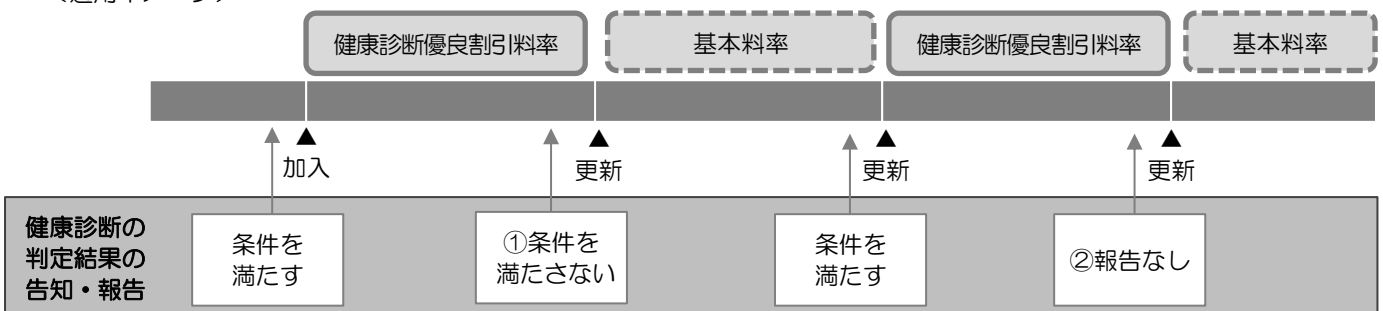 健康診断優良割引料率
基本料率
健康診断優良割引料率
基本料率
▲
加入
▲
更新
▲
更新
▲
更新
健康診断の
判定結果の
告知・報告
条件を
満たす
①条件を
満たさない
条件を
満たす
②報告なし